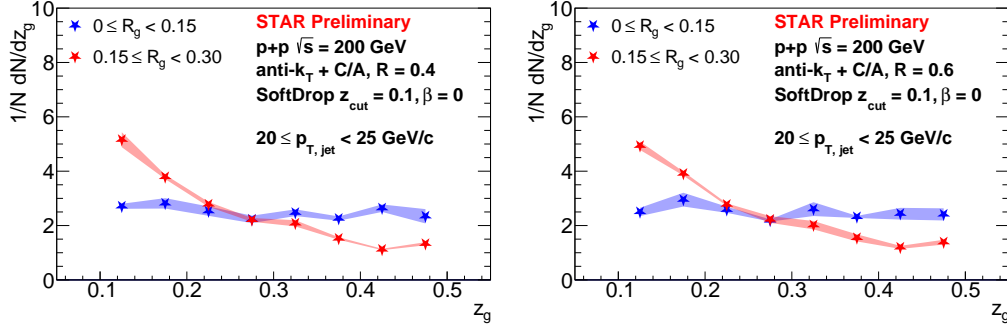 1/N dN/dz_g
10
8
6
4
2
0
0 ≤ R_g < 0.15
0.15 ≤ R_g < 0.30
STAR Preliminary
p+p √s = 200 GeV
anti-k_T + C/A, R = 0.4
SoftDrop z_cut = 0.1, β = 0
20 ≤ p_T, jet < 25 GeV/c
0.1 0.2 0.3 0.4 0.5
z_g
1/N dN/dz_g
10
8
6
4
2
0
0 ≤ R_g < 0.15
0.15 ≤ R_g < 0.30
STAR Preliminary
p+p √s = 200 GeV
anti-k_T + C/A, R = 0.6
SoftDrop z_cut = 0.1, β = 0
20 ≤ p_T, jet < 25 GeV/c
0.1 0.2 0.3 0.4 0.5
z_g